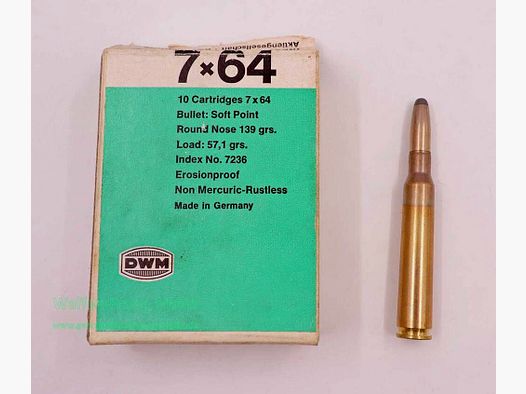 Aktiengesellschaft
7×64
10 Cartridges 7 x 64
Bullet: Soft Point
Round Nose 139 grs.
Load: 57,1 grs.
Index No. 7236
Erosionproof
Non Mercuric-Rustless
Made in Germany
DWM